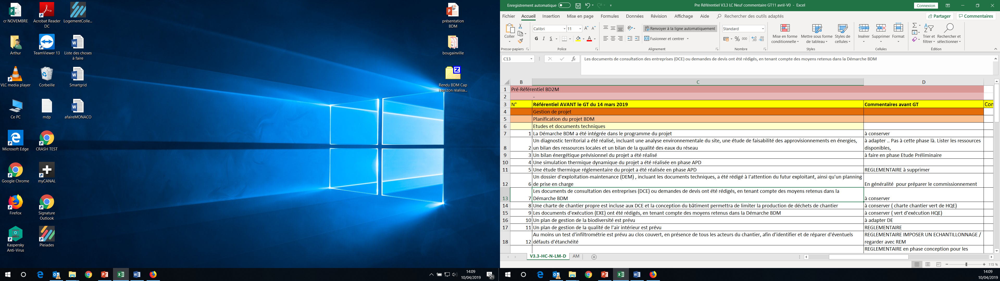 cr NOVEMBRE
Acrobat Reader
DC
LogementColle...
Arthur
TeamViewer 13
Liste des choses
à faire
VLC media player
Corbeille
Smartgrid
Ce PC
mdp
afaireMONACO
Microsoft Edge
CRASH TEST
Google Chrome
myCANAL
Firefox
Signature
Outlook
Kaspersky
Anti-Virus
Pleiades
présentation
BDM
bougainville
Rendu BDM Cap
Horizon réalisa...
14:09
10/04/2019
21
Enregistrement automatique
Pre Référentiel V3.3 LC Neuf commentaire GT11 avril-V0 - Excel
Connexion
Fichier Accueil Insertion Mise en page Formules Données Révision Affichage Aide Rechercher des outils adaptés
Partager Commentaires
Coller
Presse-papiers
Calibri 11
G I S
Police
Renvoyer à la ligne automatiquement
Fusionner et centrer
Alignement
Standard
% 000
Nombre
Mise en forme
conditionnelle
Mettre sous forme
de tableau
Styles de
cellules
Styles
Insérer Supprimer Format
Cellules
Trier et
filtrer
Rechercher et
sélectionner
Édition
C13 fx Les documents de consultation des entreprises (DCE) ou demandes de devis ont été rédigés, en tenant compte des moyens retenus dans la Démarche BDM
B C D
1 Pré-Référentiel BD2M
2 -
3 N° Référentiel AVANT le GT du 14 mars 2019 Commentaires avant GT Con
4 Gestion de projet
5 Planification du projet BDM
6 Etudes et documents techniques
7 1 La Démarche BDM a été intégrée dans le programme du projet à conserver
Un diagnostic territorial a été réalisé, incluant une analyse environnementale du site, une étude de faisabilité des approvisionnements en énergies, à adapter .. Pas à cette phase là. Lister les ressources
8 2 un bilan des ressources locales et un bilan de la qualité des eaux du réseau disponibles,
9 3 Un bilan énergétique prévisionnel du projet a été réalisé à faire en phase Etude Préliminaire
10 4 Une simulation thermique dynamique du projet a été réalisée en phase APD
11 5 Une étude thermique réglementaire du projet a été réalisée en phase APD REGLEMENTAIRE à supprimer
Un dossier d'exploitation-maintenance (DEM) , incluant les documents techniques, a été rédigé à l'attention du futur exploitant, ainsi qu'un planning
12 6 de prise en charge En généralité pour préparer le commissionnement
Les documents de consultation des entreprises (DCE) ou demandes de devis ont été rédigés, en tenant compte des moyens retenus dans la
13 7 Démarche BDM à conserver
14 8 Une charte de chantier propre est incluse aux DCE et la conception du bâtiment permettra de limiter la production de déchets de chantier à conserver ( charte chantier vert de HQE)
15 9 Les documents d'exécution (EXE) ont été rédigés, en tenant compte des moyens retenus dans la Démarche BDM à conserver ( vert d'exécution HQE)
16 10 Un plan de gestion de la biodiversité est prévu à adapter DE
17 11 Un plan de gestion de la qualité de l'air intérieur est prévu REGLEMENTAIRE
Au moins un test d'infiltrométrie est prévu au clos couvert, en présence de tous les acteurs du chantier, afin d'identifier et de réparer d'éventuels REGLEMENTAIRE IMPOSER UN ECHANTILLONNAGE /
18 12 défauts d'étanchéité regarder avec REM
REGLEMENTAIRE en phase conception pour les
V3.3-HC-N-LM-D AM
115 %
14:09
10/04/2019